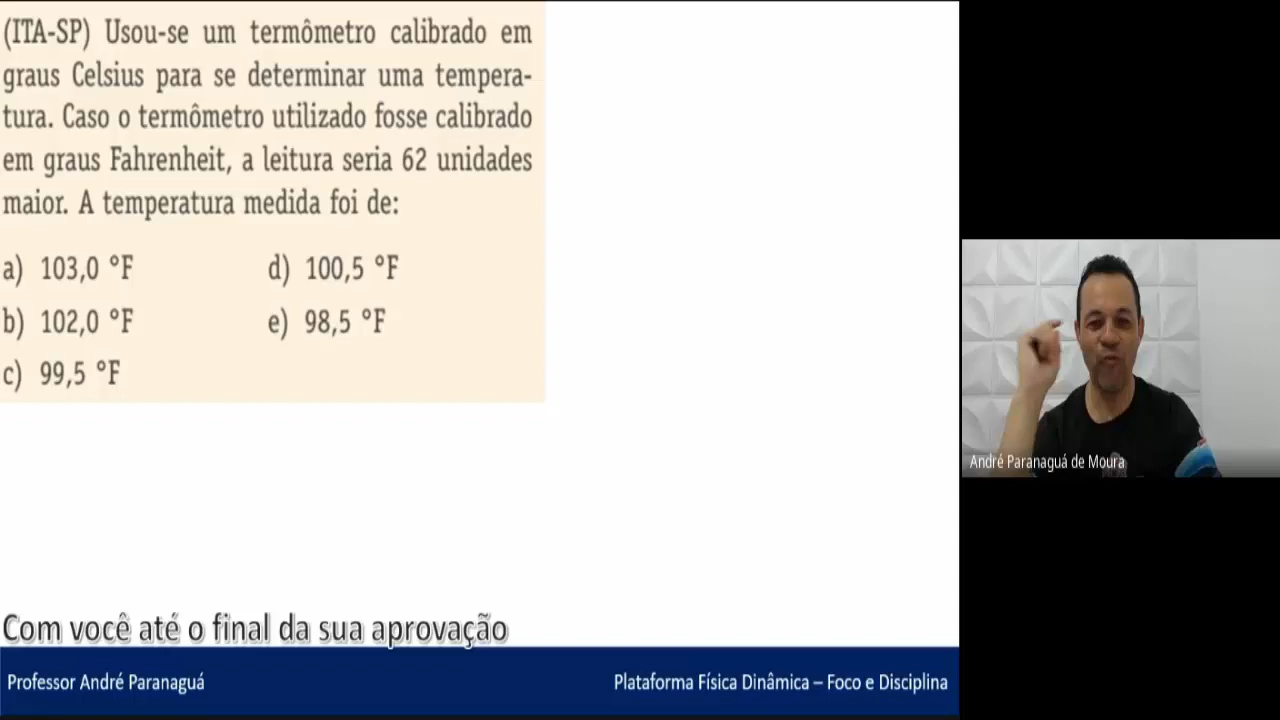 (ITA-SP) Usou-se um termômetro calibrado em
graus Celsius para se determinar uma tempera-
tura. Caso o termômetro utilizado fosse calibrado
em graus Fahrenheit, a leitura seria 62 unidades
maior. A temperatura medida foi de:
a) 103,0 °F
d) 100,5 °F
b) 102,0 °F
e) 98,5 °F
c) 99,5 °F
André Paranaguá de Moura
Com você até o final da sua aprovação
Professor André Paranaguá
Plataforma Física Dinâmica – Foco e Disciplina